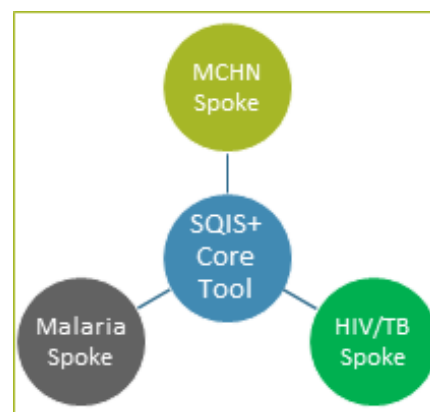 MCHN
Spoke
SQIS+
Core
Tool
Malaria
Spoke
HIV/TB
Spoke